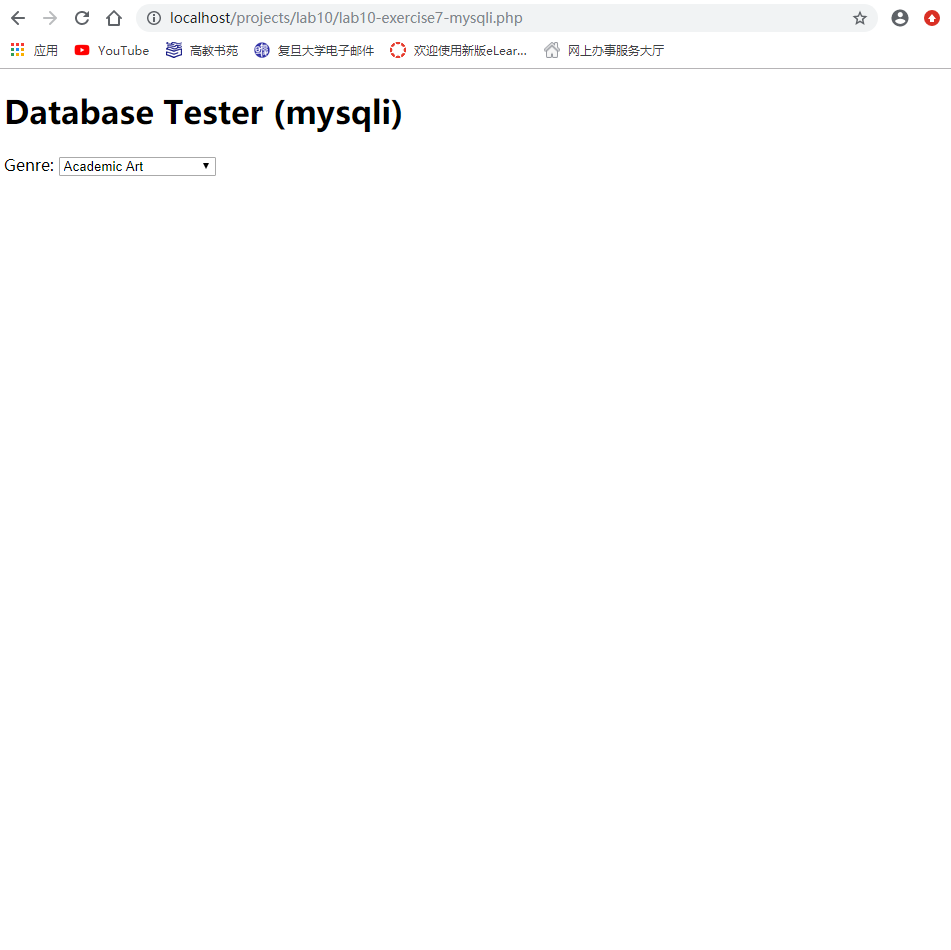 localhost/projects/lab10/lab10-exercise7-mysqli.php
应用 YouTube 高教书苑 复旦大学电子邮件 欢迎使用新版eLear... 网上办事服务大厅
Database Tester (mysqli)
Genre: Academic Art